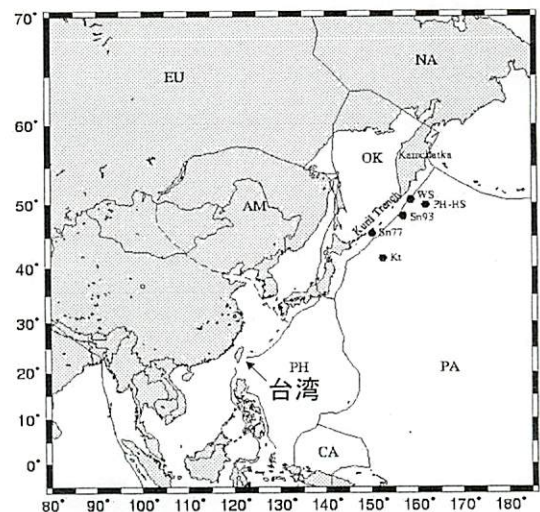 70°
EU
NA
60°
OK
Kamchatka
50°
AM
Kuril Trench
WS
PH-HS
Sn93
Sn77
Kt
40°
30°
20°
PH
PA
台湾
10°
CA
0°
80° 90° 100° 110° 120° 130° 140° 150° 160° 170° 180°